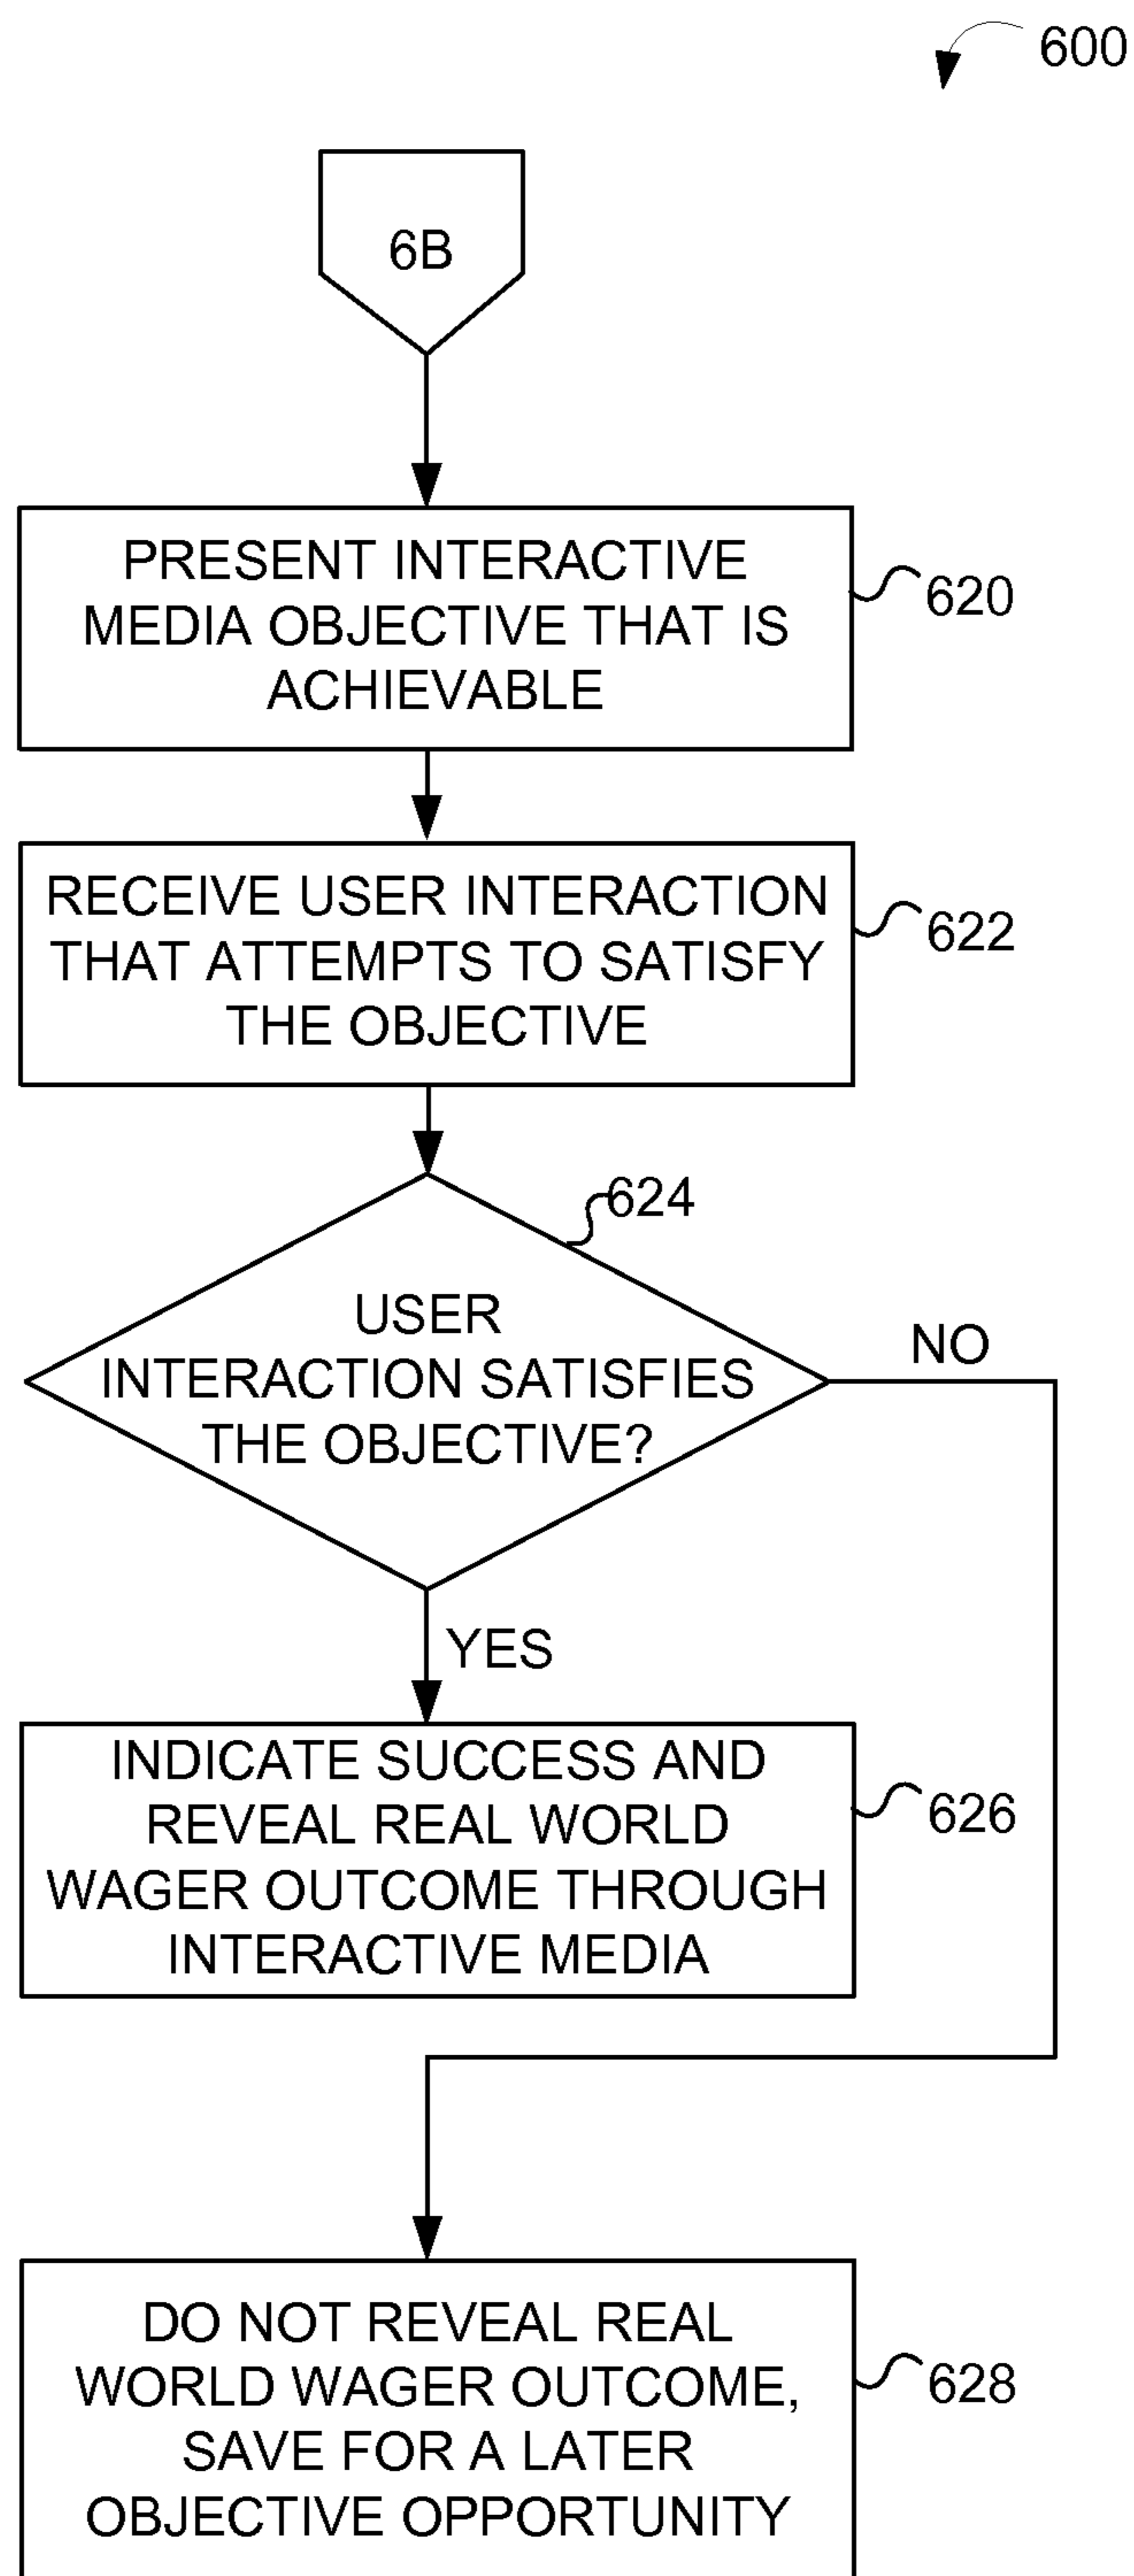 600
6B
PRESENT INTERACTIVE
MEDIA OBJECTIVE THAT IS
ACHIEVABLE
620
RECEIVE USER INTERACTION
THAT ATTEMPTS TO SATISFY
THE OBJECTIVE
622
624
USER
INTERACTION SATISFIES
THE OBJECTIVE?
NO
YES
INDICATE SUCCESS AND
REVEAL REAL WORLD
WAGER OUTCOME THROUGH
INTERACTIVE MEDIA
626
DO NOT REVEAL REAL
WORLD WAGER OUTCOME,
SAVE FOR A LATER
OBJECTIVE OPPORTUNITY
628